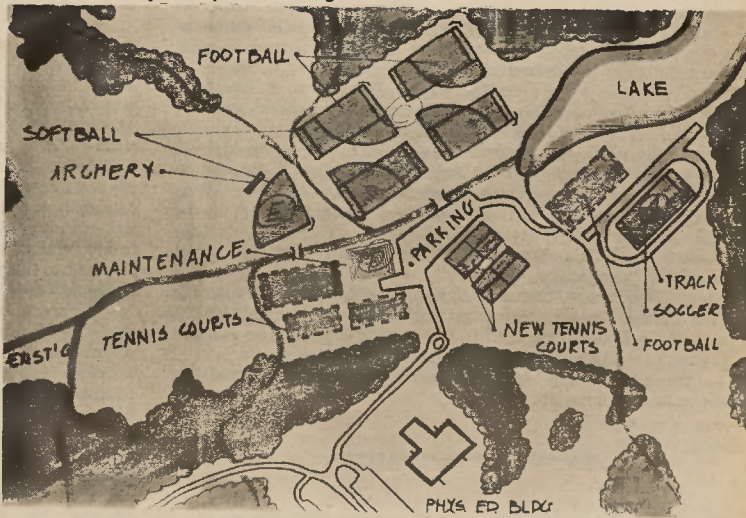 FOOTBALL
LAKE
SOFTBALL
ARCHERY
PARKING
MAINTENANCE
TRACK
SOCCER
TENNIS COURTS
NEW TENNIS
COURTS
FOOTBALL
PHYS ED BLDG